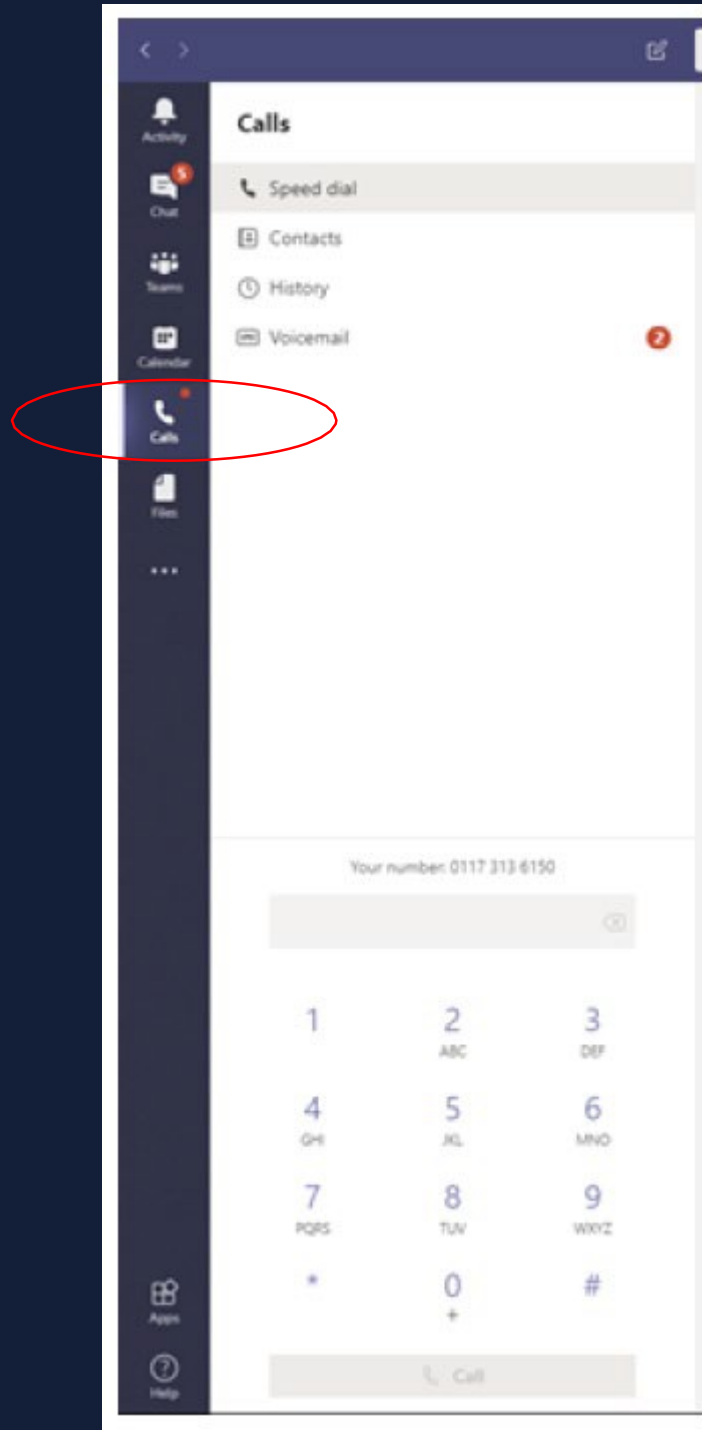 Activity
Chat
5
Teams
Calendar
Calls
Files
Apps
Help
Calls
Speed dial
Contacts
History
Voicemail
2
Your number: 0117 313 6150
1 2 3
ABC DEF
4 5 6
GHI JKL MNO
7 8 9
PQRS TUV WXYZ
* 0 #
+
Call